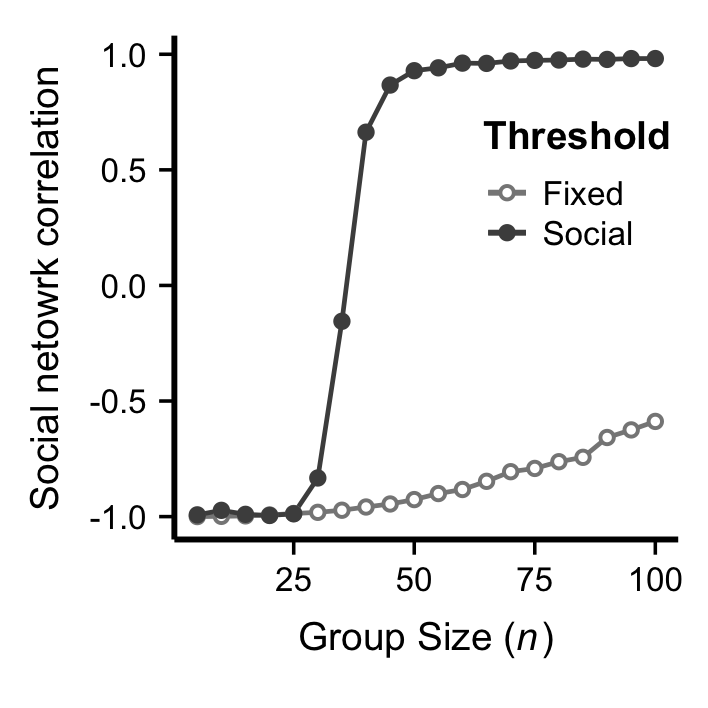 Social netowrk correlation
1.0
0.5
0.0
-0.5
-1.0
Threshold
Fixed
Social
25 50 75 100
Group Size (n)